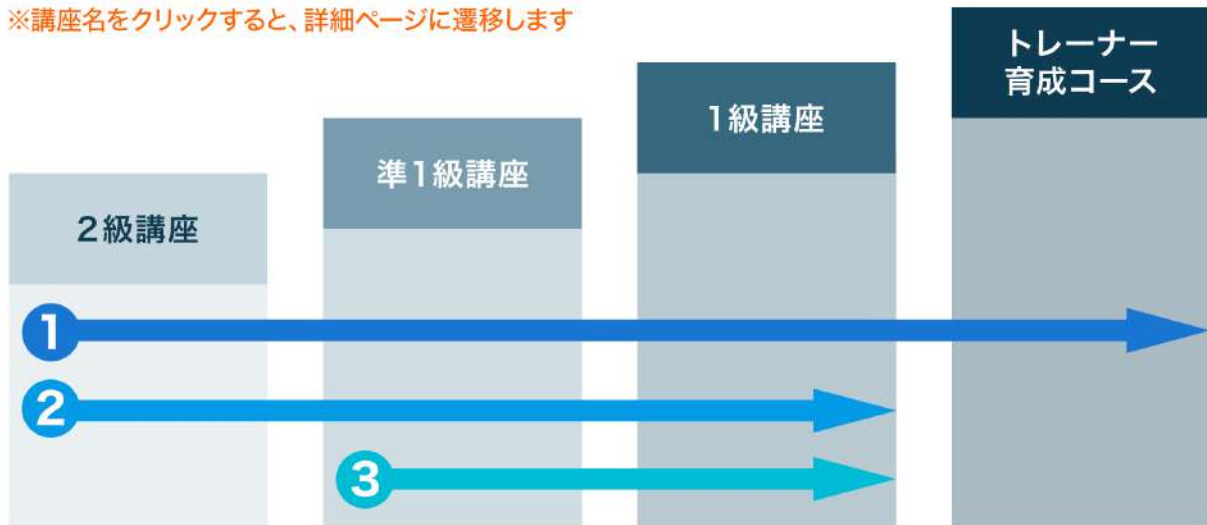 ※講座名をクリックすると、詳細ページに遷移します
トレーナー
育成コース
1級講座
準1級講座
2級講座
1
2
3